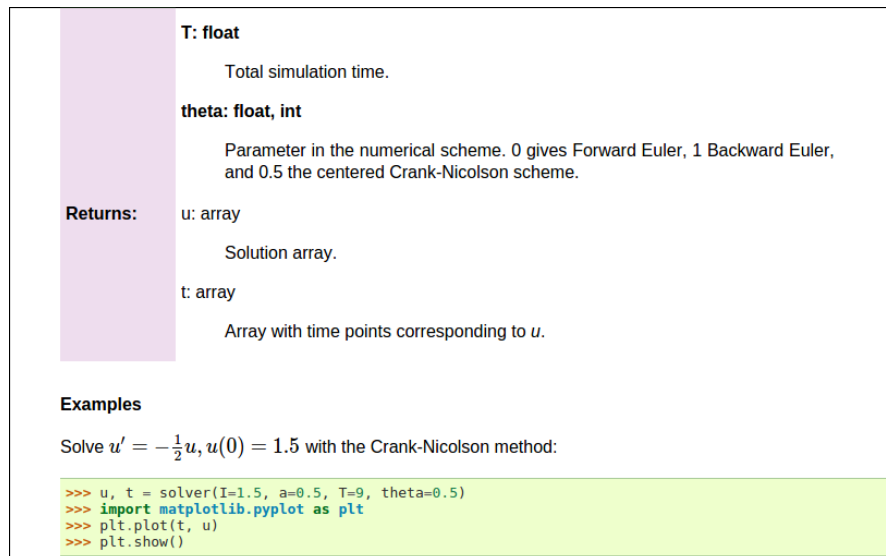 T: float
Total simulation time.
theta: float, int
Parameter in the numerical scheme. 0 gives Forward Euler, 1 Backward Euler,
and 0.5 the centered Crank-Nicolson scheme.
Returns: u: array
Solution array.
t: array
Array with time points corresponding to u.
Examples
Solve u′ = −½u, u(0) = 1.5 with the Crank-Nicolson method:
>>> u, t = solver(I=1.5, a=0.5, T=9, theta=0.5)
>>> import matplotlib.pyplot as plt
>>> plt.plot(t, u)
>>> plt.show()